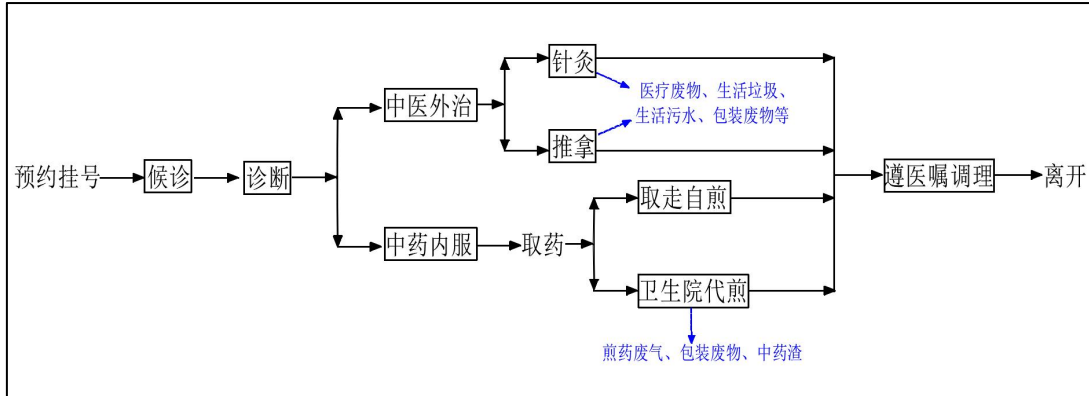 预约挂号
候诊
诊断
中医外治
针灸
医疗废物、生活垃圾、
生活污水、包装废物等
推拿
中药内服
取药
取走自煎
卫生院代煎
煎药废气、包装废物、中药渣
遵医嘱调理
离开